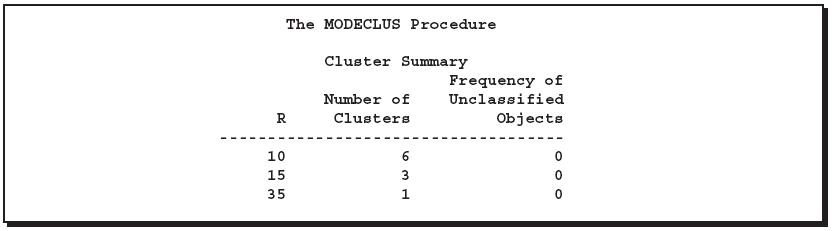 The MODECLUS Procedure
Cluster Summary
Frequency of
Number of Unclassified
R Clusters Objects
-----------------------------------
10 6 0
15 3 0
35 1 0